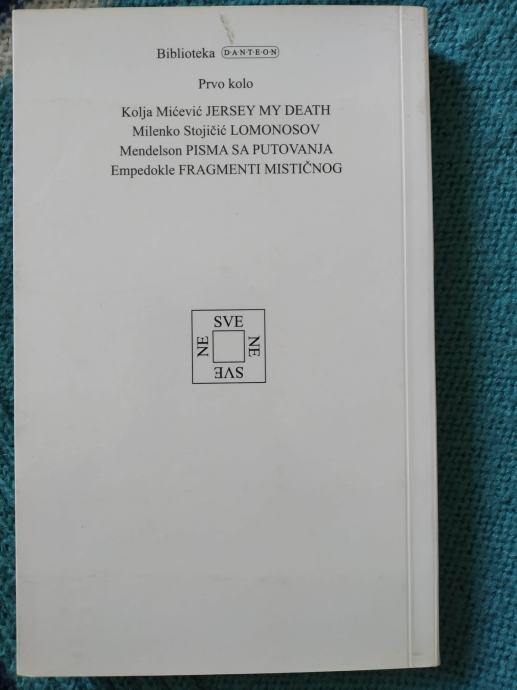 Biblioteka D·A·N·T·E·O·N
Prvo kolo
Kolja Mićević JERSEY MY DEATH
Milenko Stojičić LOMONOSOV
Mendelson PISMA SA PUTOVANJA
Empedokle FRAGMENTI MISTIČNOG
SVE
NE
NE
SVE